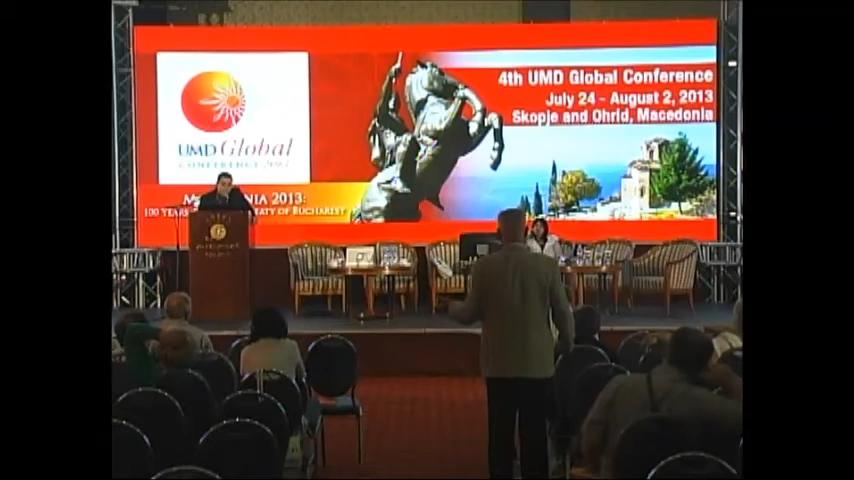 4th UMD Global Conference
July 24 - August 2, 2013
Skopje and Ohrid, Macedonia
UMD Global
CONFERENCE 2013
NIA 2013:
100 YEARS
TY OF BUCHAREST